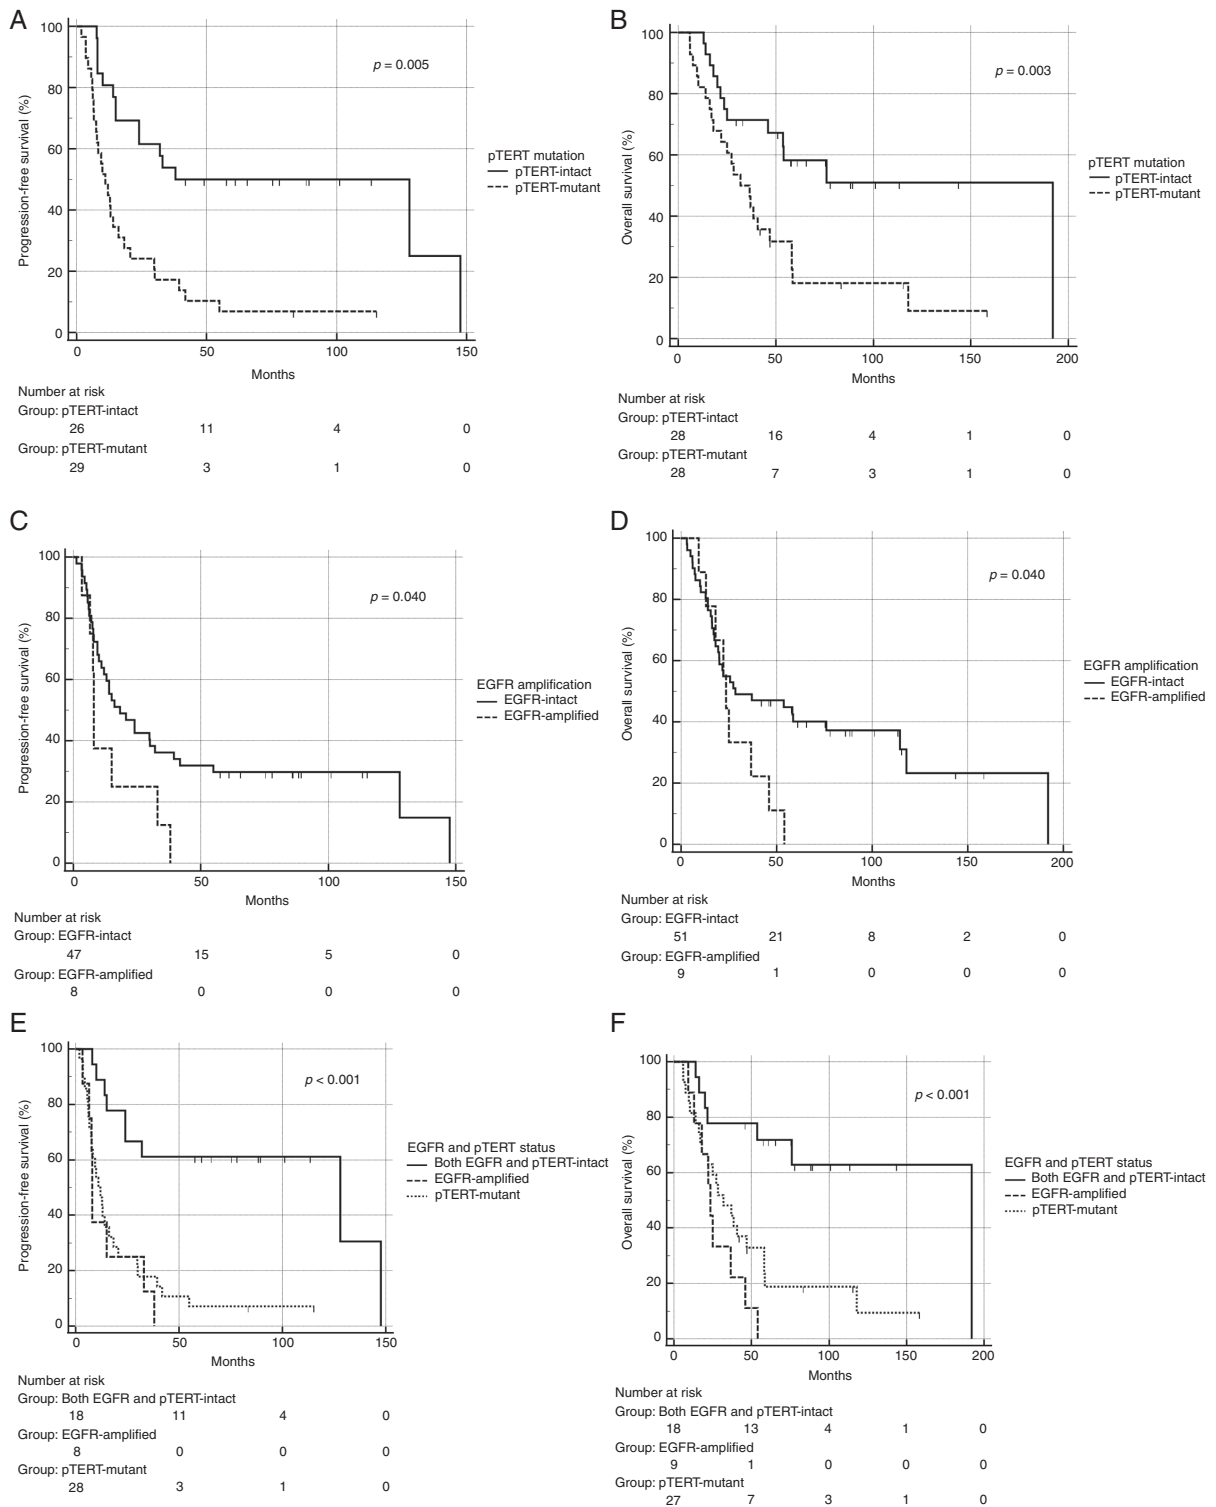 A
Progression-free survival (%)
100
80
60
40
20
0
p = 0.005
pTERT mutation
pTERT-intact
pTERT-mutant
0 50 100 150
Months
Number at risk
Group: pTERT-intact
26 11 4 0
Group: pTERT-mutant
29 3 1 0
B
Overall survival (%)
100
80
60
40
20
0
p = 0.003
pTERT mutation
pTERT-intact
pTERT-mutant
0 50 100 150 200
Months
Number at risk
Group: pTERT-intact
28 16 4 1 0
Group: pTERT-mutant
28 7 3 1 0
C
Progression-free survival (%)
100
80
60
40
20
0
p = 0.040
EGFR amplification
EGFR-intact
EGFR-amplified
0 50 100 150
Months
Number at risk
Group: EGFR-intact
47 15 5 0
Group: EGFR-amplified
8 0 0 0
D
Overall survival (%)
100
80
60
40
20
0
p = 0.040
EGFR amplification
EGFR-intact
EGFR-amplified
0 50 100 150 200
Months
Number at risk
Group: EGFR-intact
51 21 8 2 0
Group: EGFR-amplified
9 1 0 0 0
E
Progression-free survival (%)
100
80
60
40
20
0
p < 0.001
EGFR and pTERT status
Both EGFR and pTERT-intact
EGFR-amplified
pTERT-mutant
0 50 100 150
Months
Number at risk
Group: Both EGFR and pTERT-intact
18 11 4 0
Group: EGFR-amplified
8 0 0 0
Group: pTERT-mutant
28 3 1 0
F
Overall survival (%)
100
80
60
40
20
0
p < 0.001
EGFR and pTERT status
Both EGFR and pTERT-intact
EGFR-amplified
pTERT-mutant
0 50 100 150 200
Months
Number at risk
Group: Both EGFR and pTERT-intact
18 13 4 1 0
Group: EGFR-amplified
9 1 0 0 0
Group: pTERT-mutant
27 7 3 1 0